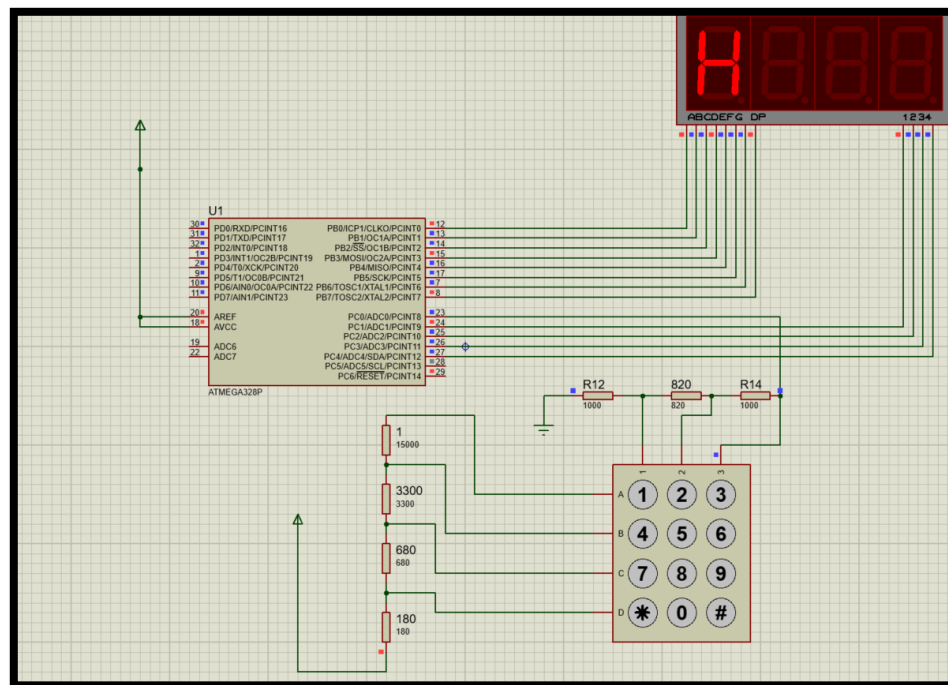 ABCDEFG DP
1234
U1
30 PD0/RXD/PCINT16 PB0/ICP1/CLKO/PCINT0 12
31 PD1/TXD/PCINT17 PB1/OC1A/PCINT1 13
32 PD2/INT0/PCINT18 PB2/SS/OC1B/PCINT2 14
1 PD3/INT1/OC2B/PCINT19 PB3/MOSI/OC2A/PCINT3 15
2 PD4/T0/XCK/PCINT20 PB4/MISO/PCINT4 16
9 PD5/T1/OC0B/PCINT21 PB5/SCK/PCINT5 17
10 PD6/AIN0/OC0A/PCINT22 PB6/TOSC1/XTAL1/PCINT6 7
11 PD7/AIN1/PCINT23 PB7/TOSC2/XTAL2/PCINT7 8
20 AREF PC0/ADC0/PCINT8 23
18 AVCC PC1/ADC1/PCINT9 24
PC2/ADC2/PCINT10 25
19 ADC6 PC3/ADC3/PCINT11 26
22 ADC7 PC4/ADC4/SDA/PCINT12 27
PC5/ADC5/SCL/PCINT13 28
PC6/RESET/PCINT14 29
ATMEGA328P
R12 820 R14
1000 820 1000
1
15000
3300
3300
680
680
180
180
1 2 3
A 1 2 3
B 4 5 6
C 7 8 9
D * 0 #